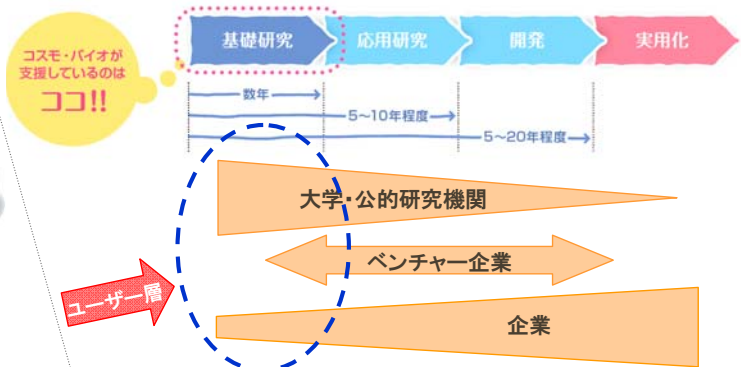 コスモ・バイオが
支援しているのは
ココ!!
基礎研究
応用研究
開発
実用化
数年
5〜10年程度
5〜20年程度
大学・公的研究機関
ベンチャー企業
ユーザー層
企業